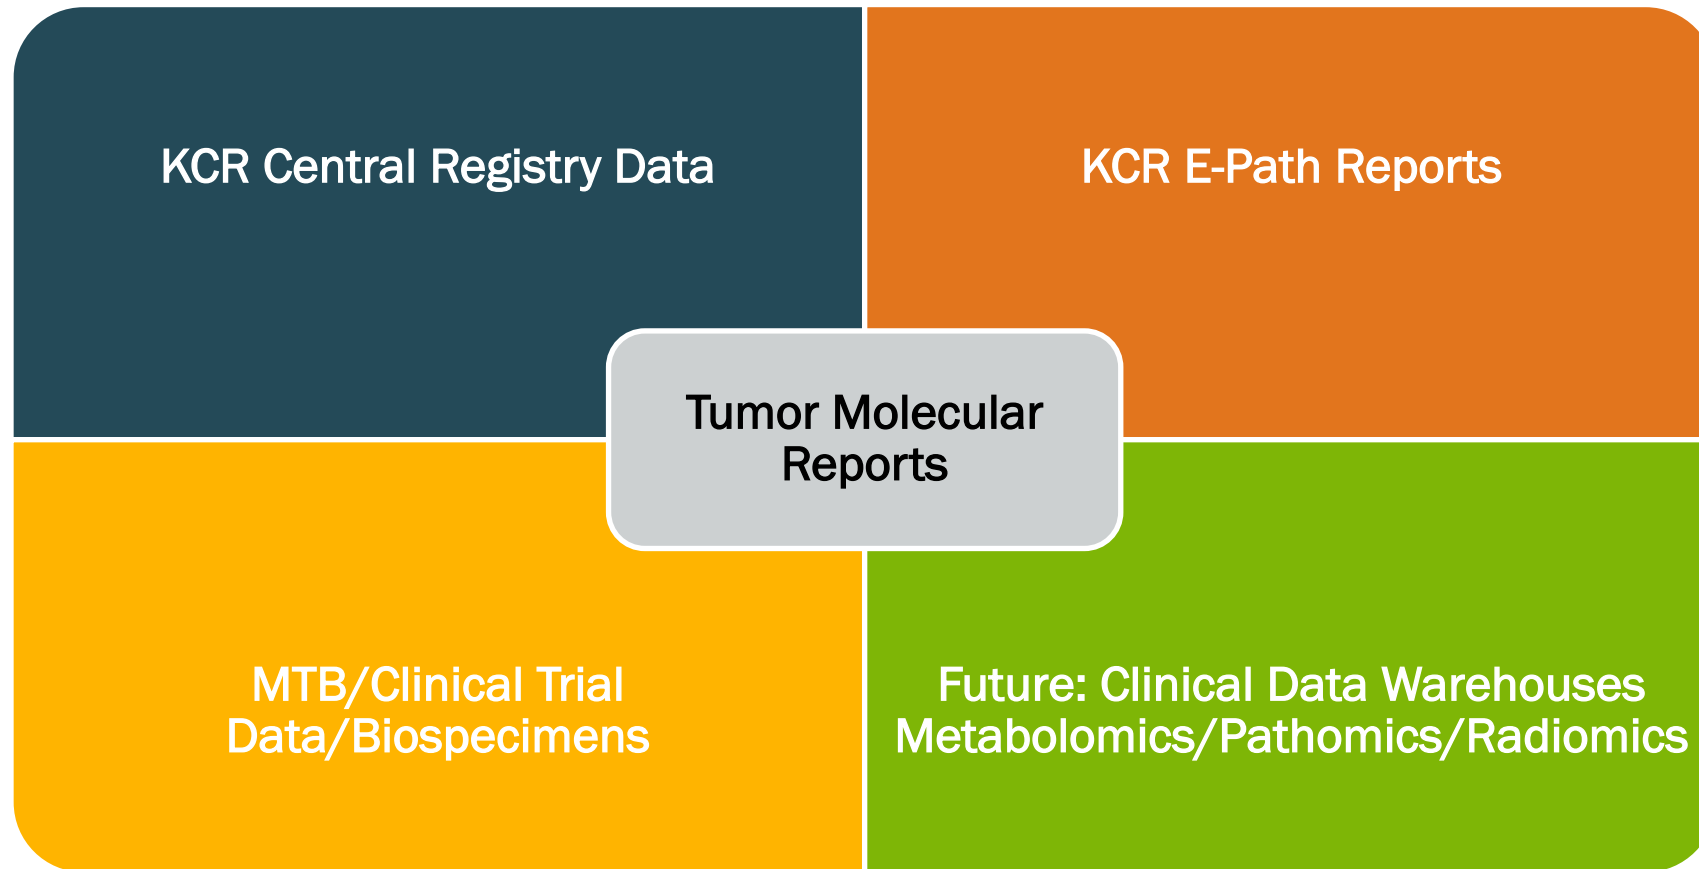 KCR Central Registry Data
KCR E-Path Reports
Tumor Molecular
Reports
MTB/Clinical Trial
Data/Biospecimens
Future: Clinical Data Warehouses
Metabolomics/Pathomics/Radiomics